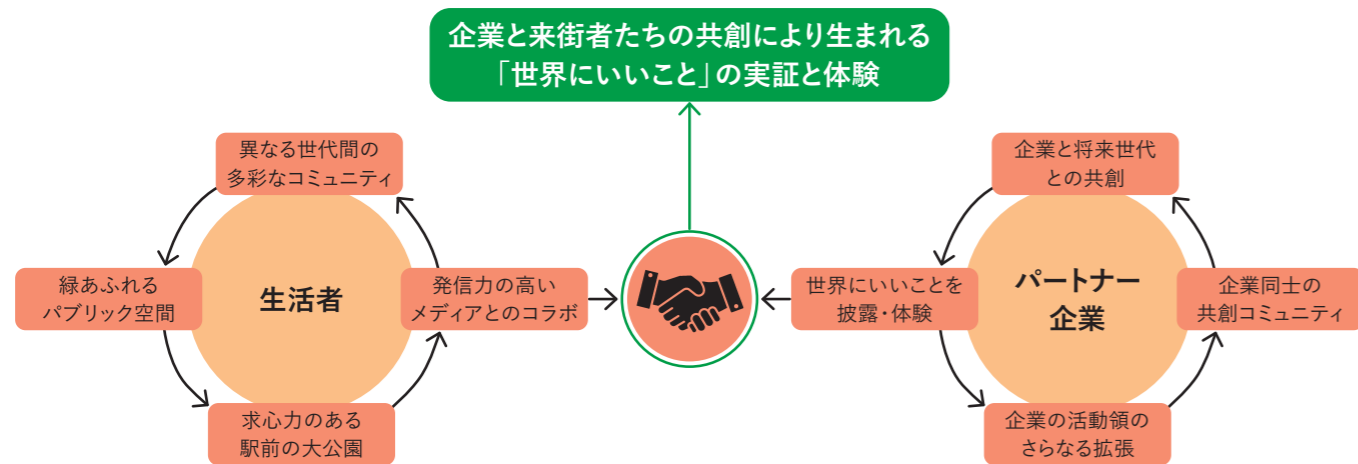 企業と来街者たちの共創により生まれる
「世界にいいこと」の実証と体験
異なる世代間の
多彩なコミュニティ
緑あふれる
パブリック空間
生活者
発信力の高い
メディアとのコラボ
求心力のある
駅前の大公園
企業と将来世代
との共創
世界にいいことを
披露・体験
パートナー
企業
企業同士の
共創コミュニティ
企業の活動領の
さらなる拡張